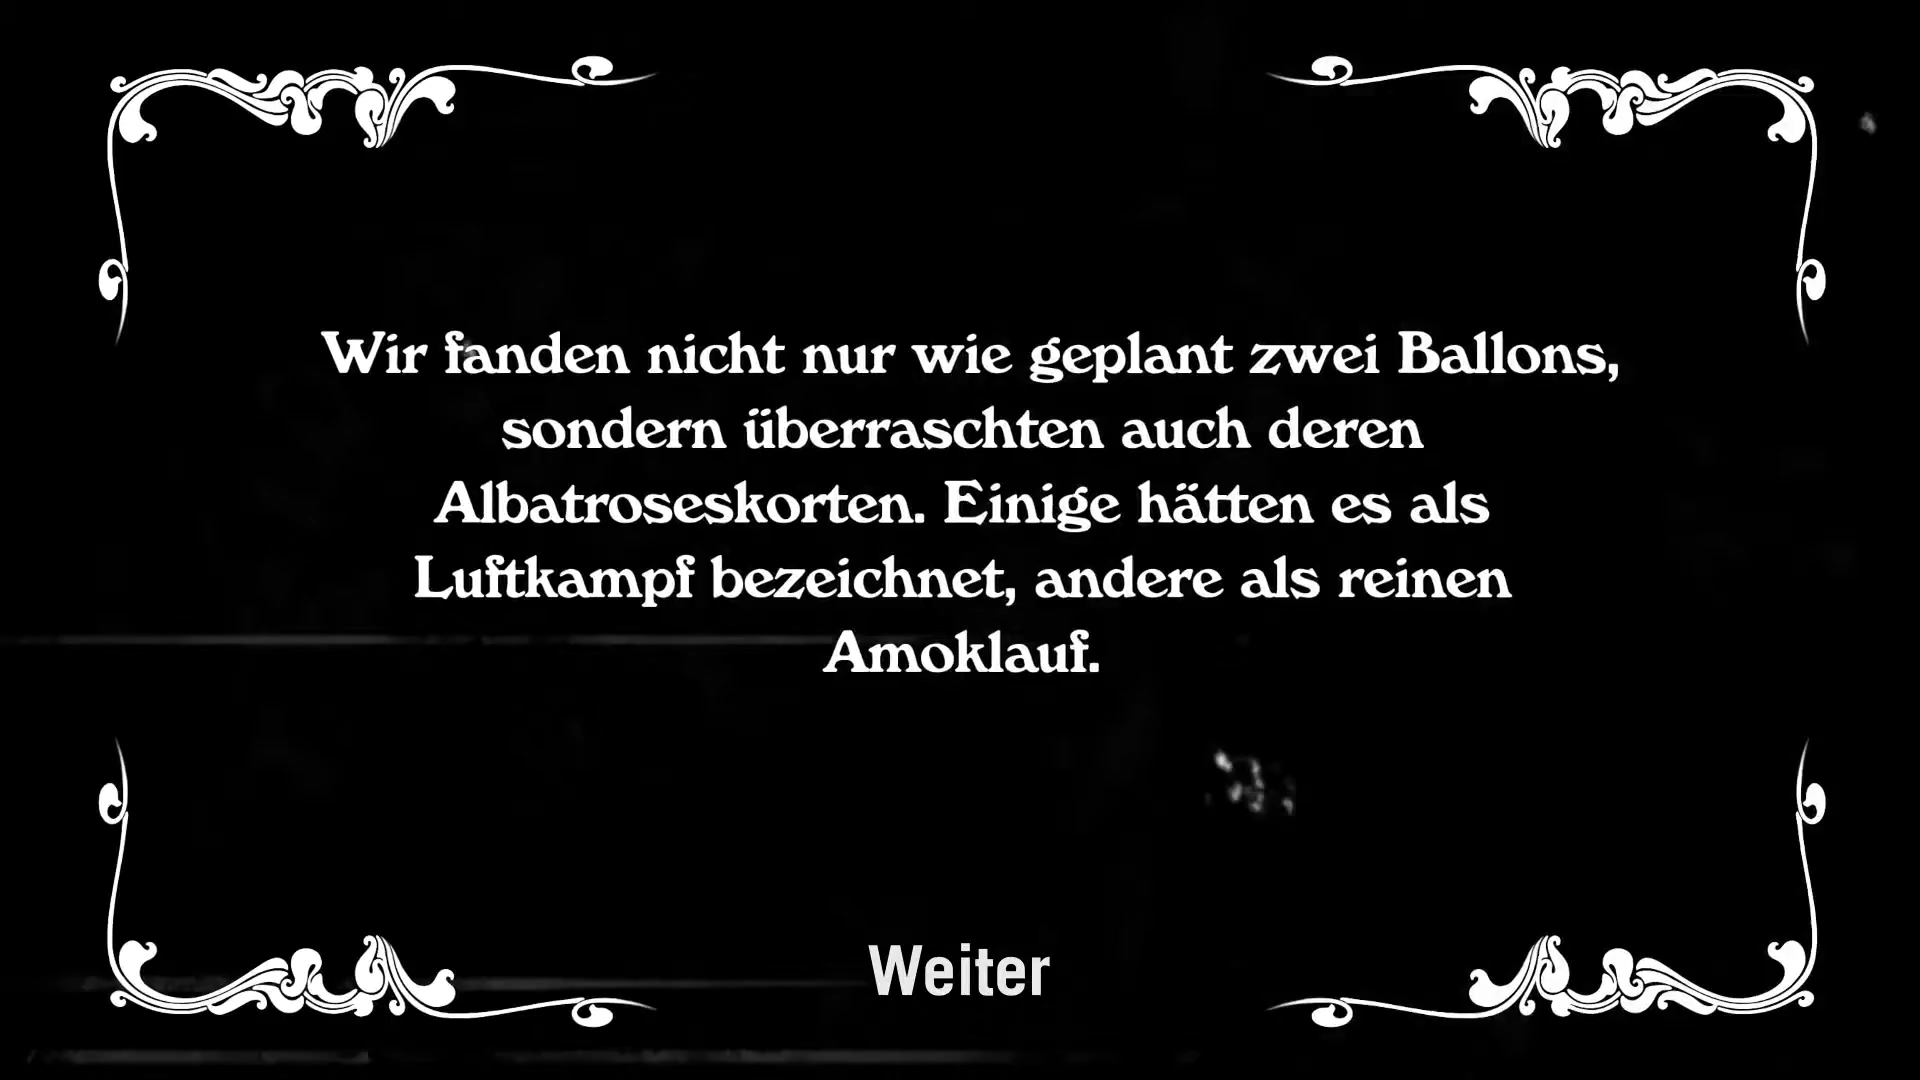 Wir fanden nicht nur wie geplant zwei Ballons,
sondern überraschten auch deren
Albatroseskorten. Einige hätten es als
Luftkampf bezeichnet, andere als reinen
Amoklauf.
Weiter